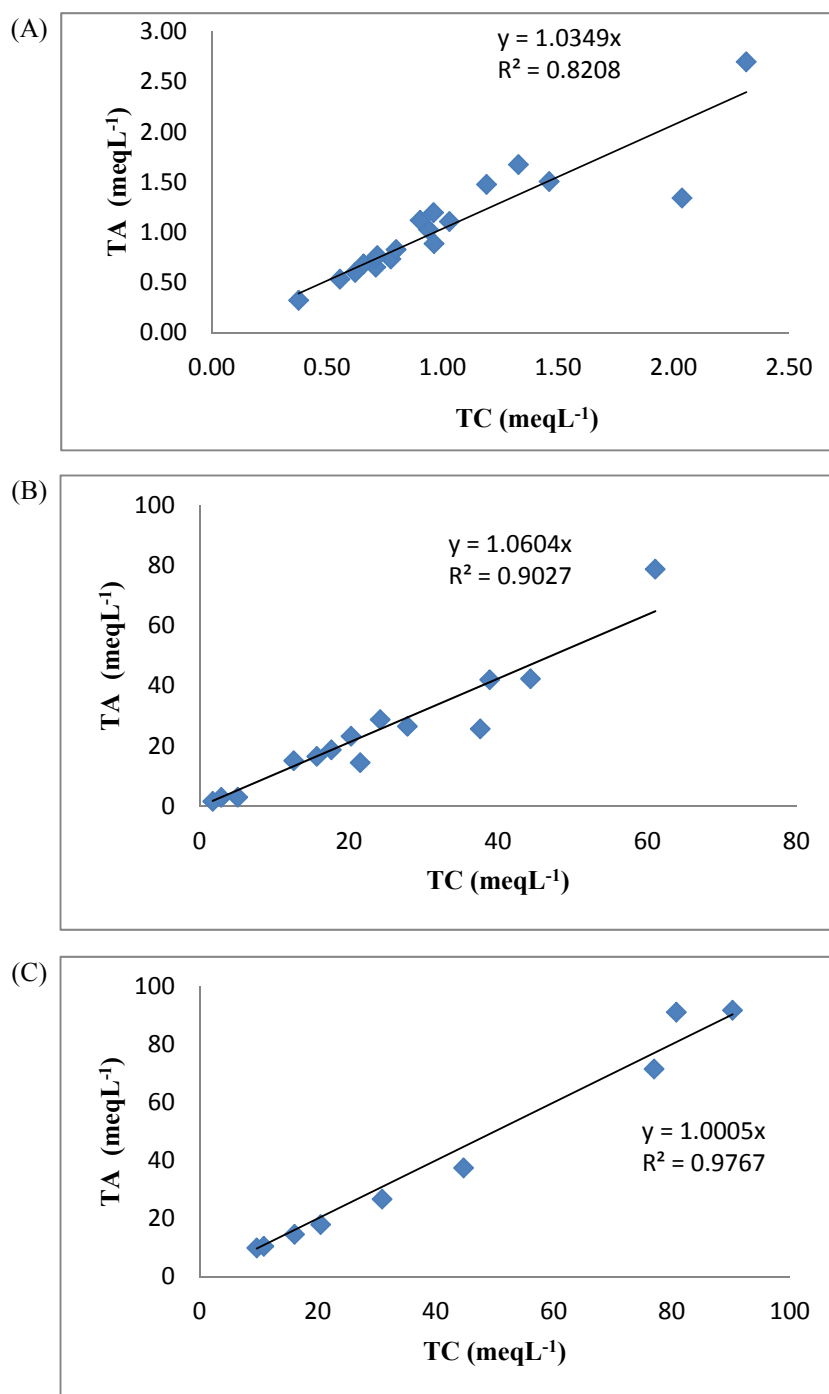 (A)
y = 1.0349x
R² = 0.8208
3.00
2.50
2.00
1.50
1.00
0.50
0.00
TA (meqL⁻¹)
0.00 0.50 1.00 1.50 2.00 2.50
TC (meqL⁻¹)
(B)
y = 1.0604x
R² = 0.9027
100
80
60
40
20
0
TA (meqL⁻¹)
0 20 40 60 80
TC (meqL⁻¹)
(C)
100
80
60
40
20
0
TA (meqL⁻¹)
y = 1.0005x
R² = 0.9767
0 20 40 60 80 100
TC (meqL⁻¹)